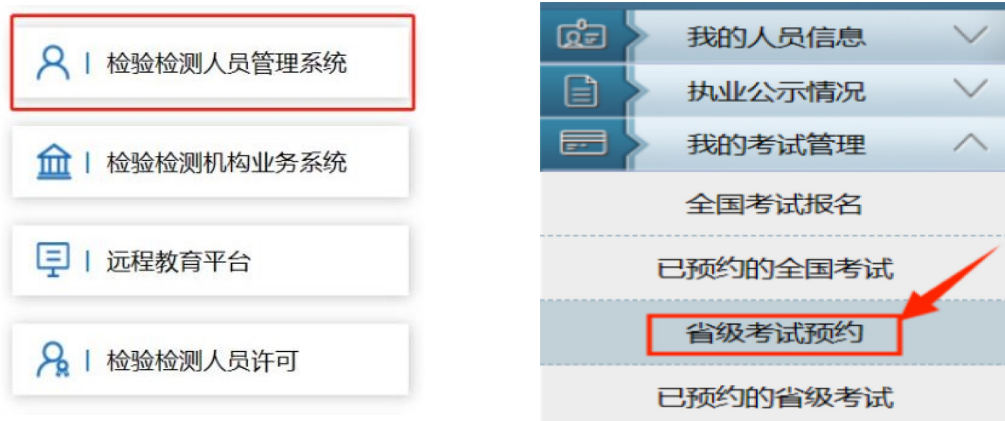 检验检测人员管理系统
检验检测机构业务系统
远程教育平台
检验检测人员许可
我的人员信息
执业公示情况
我的考试管理
全国考试报名
已预约的全国考试
省级考试预约
已预约的省级考试